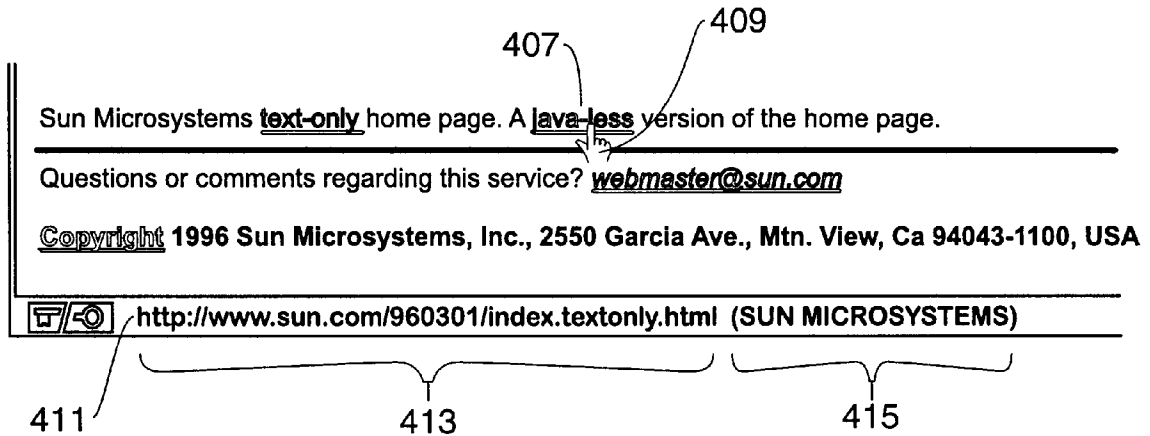 407
409
Sun Microsystems text-only home page. A java-less version of the home page.
Questions or comments regarding this service? webmaster@sun.com
Copyright 1996 Sun Microsystems, Inc., 2550 Garcia Ave., Mtn. View, Ca 94043-1100, USA
http://www.sun.com/960301/index.textonly.html (SUN MICROSYSTEMS)
411
413
415